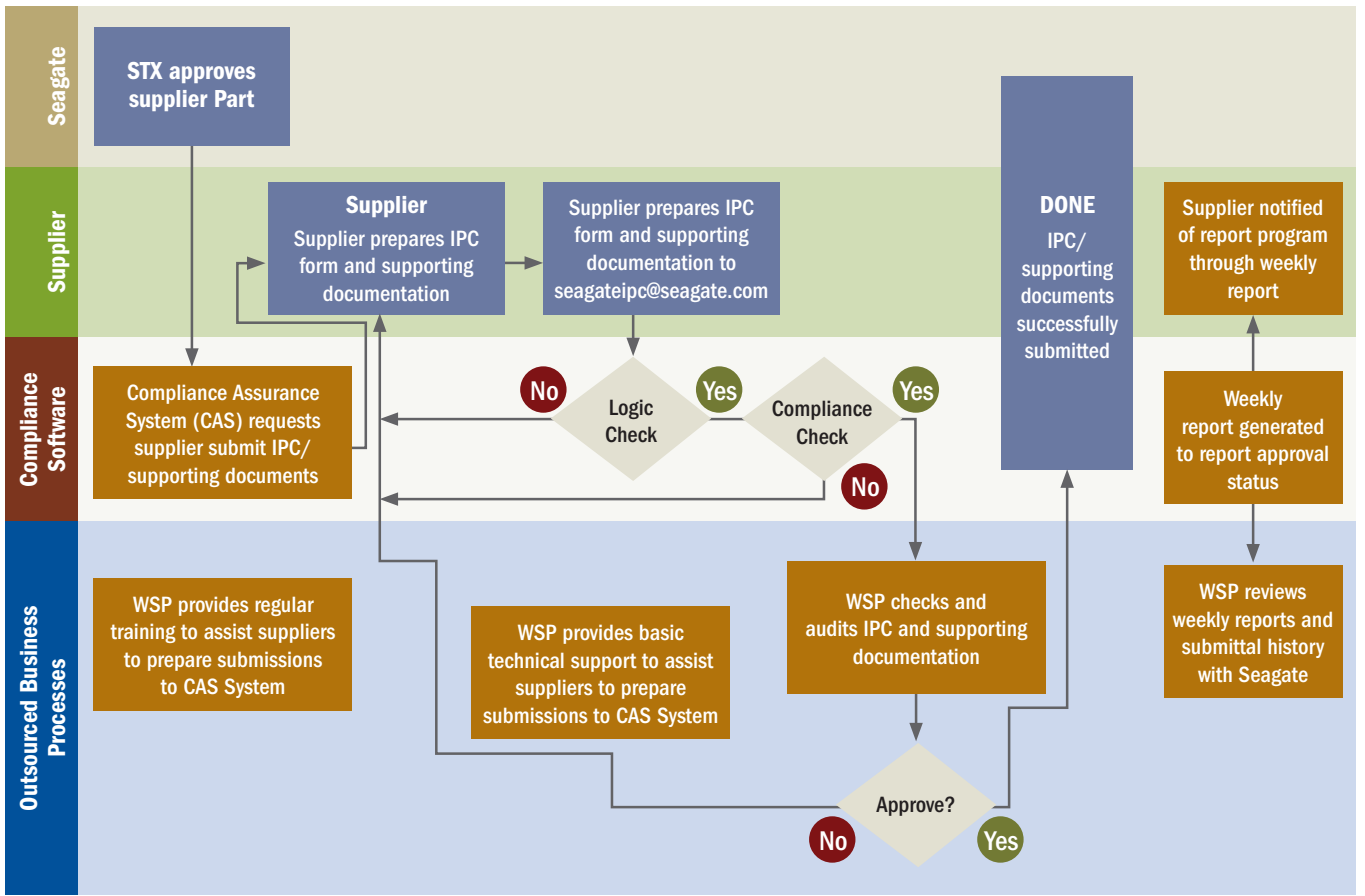 Seagate
STX approves
supplier Part
Supplier
Supplier
Supplier prepares IPC
form and supporting
documentation
Supplier prepares IPC
form and supporting
documentation to
seagateipc@seagate.com
DONE
IPC/
supporting
documents
successfully
submitted
Supplier notified
of report program
through weekly
report
Compliance
Software
Compliance Assurance
System (CAS) requests
supplier submit IPC/
supporting documents
No
Logic
Check
Yes
Compliance
Check
Yes
No
Weekly
report generated
to report approval
status
Outsourced Business
Processes
WSP provides regular
training to assist suppliers
to prepare submissions
to CAS System
WSP provides basic
technical support to assist
suppliers to prepare
submissions to CAS System
WSP checks and
audits IPC and supporting
documentation
WSP reviews
weekly reports and
submittal history
with Seagate
Approve?
No
Yes